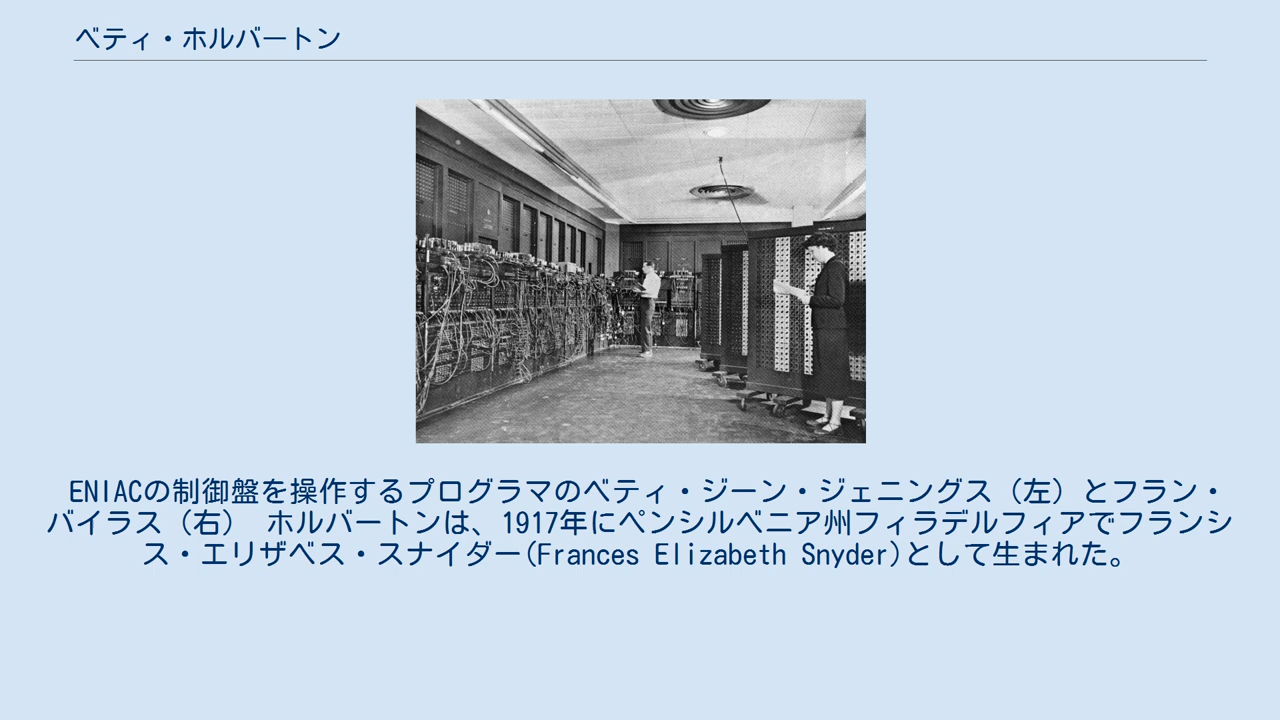 ベティ・ホルバートン
ENIACの制御盤を操作するプログラマのベティ・ジーン・ジェニングス（左）とフラン・
バイラス（右）　ホルバートンは、1917年にペンシルベニア州フィラデルフィアでフランシ
ス・エリザベス・スナイダー(Frances Elizabeth Snyder)として生まれた。